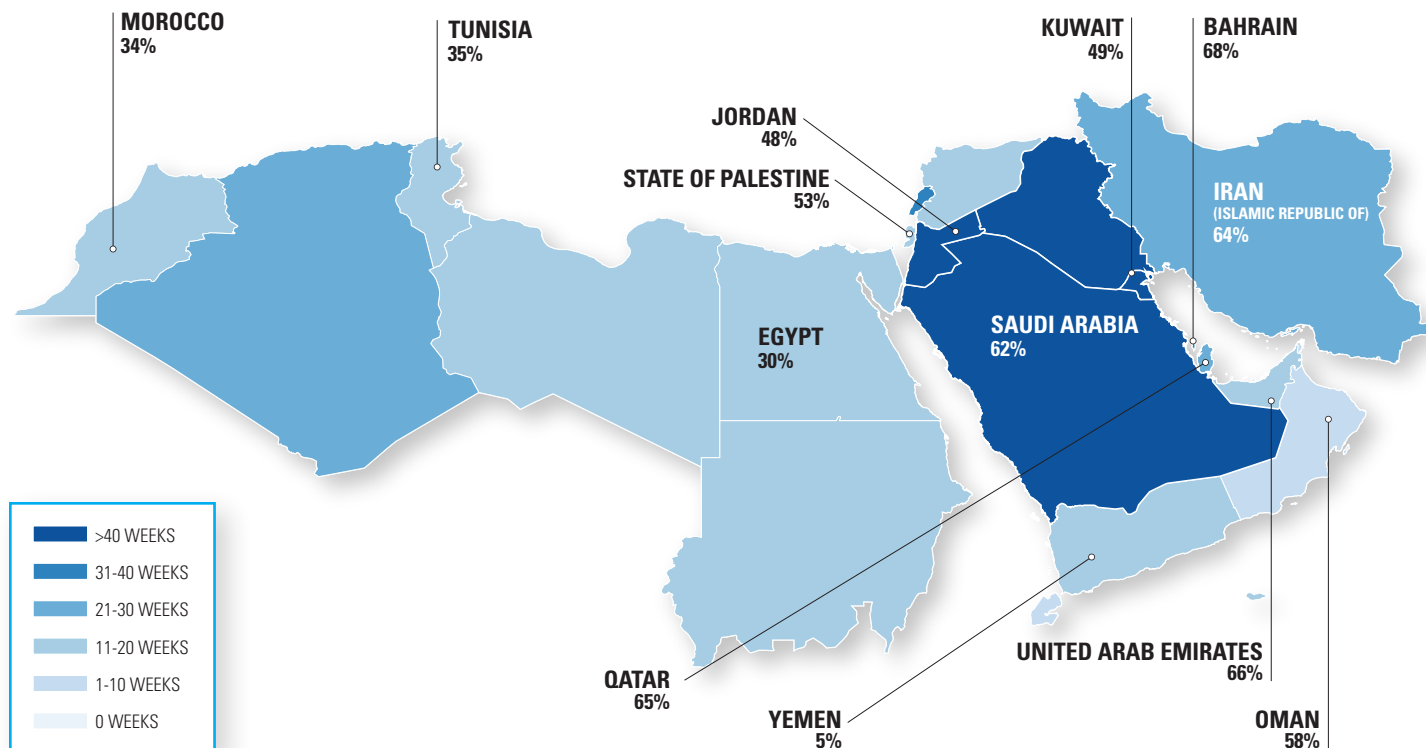 MOROCCO
34%
TUNISIA
35%
KUWAIT
49%
BAHRAIN
68%
JORDAN
48%
STATE OF PALESTINE
53%
IRAN
(ISLAMIC REPUBLIC OF)
64%
SAUDI ARABIA
62%
EGYPT
30%
>40 WEEKS
31-40 WEEKS
21-30 WEEKS
11-20 WEEKS
1-10 WEEKS
0 WEEKS
QATAR
65%
YEMEN
5%
UNITED ARAB EMIRATES
66%
OMAN
58%